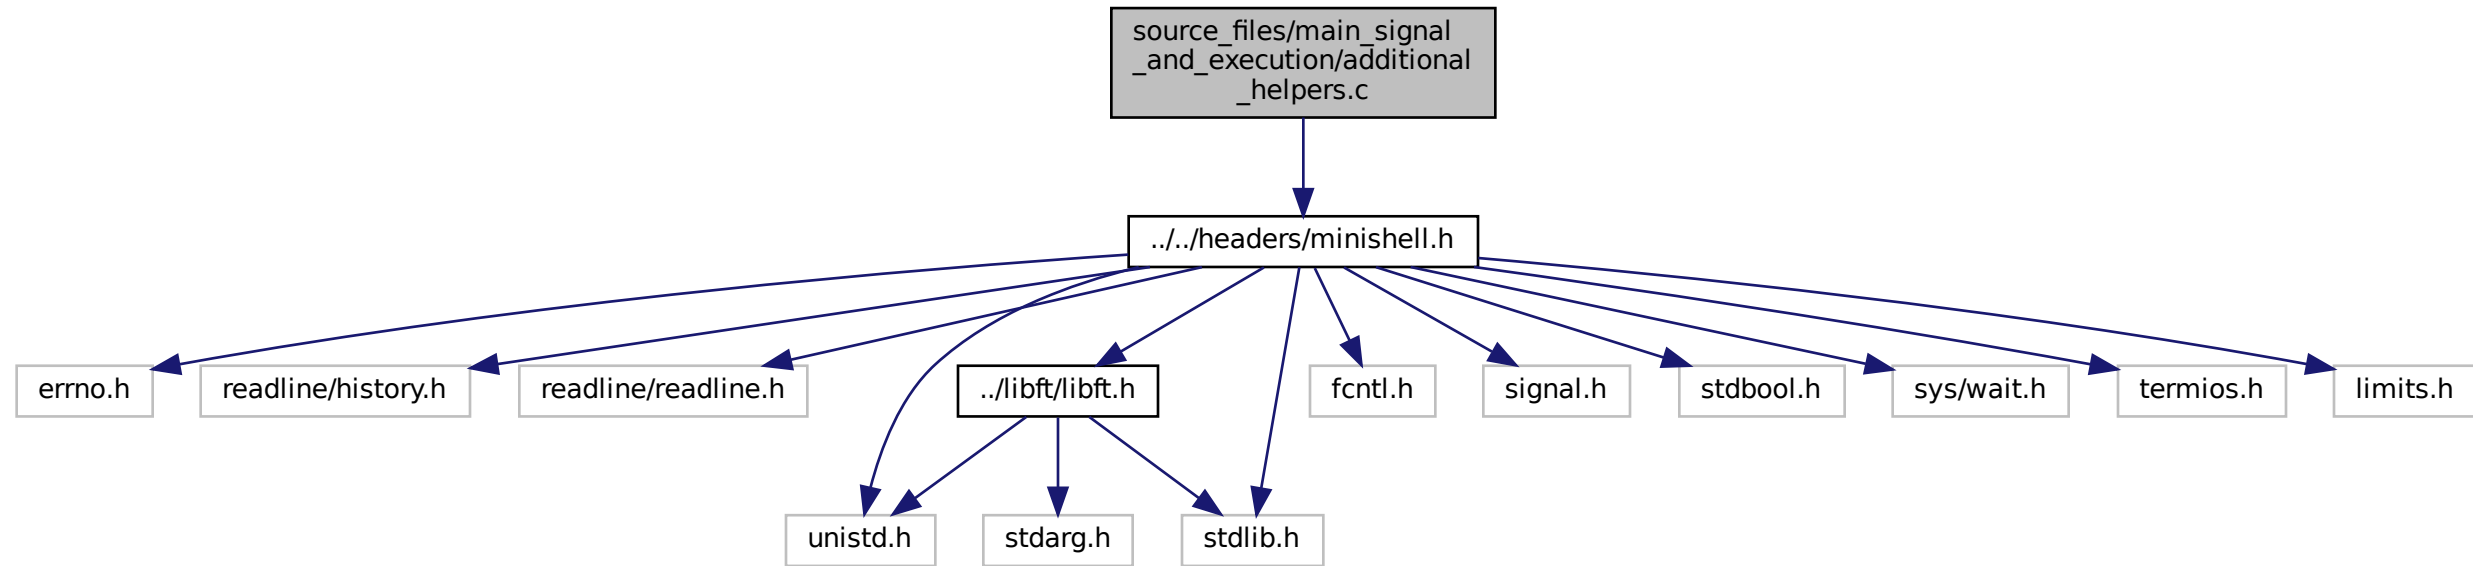 source_files/main_signal
_and_execution/additional
_helpers.c
../../headers/minishell.h
errno.h
readline/history.h
readline/readline.h
../libft/libft.h
fcntl.h
signal.h
stdbool.h
sys/wait.h
termios.h
limits.h
unistd.h
stdarg.h
stdlib.h